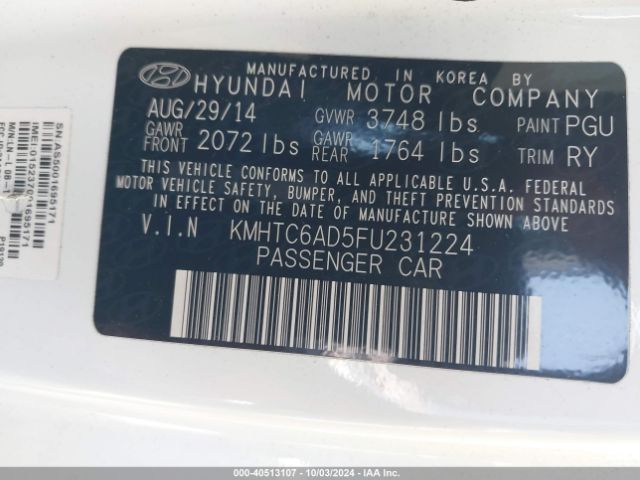 MANUFACTURED IN KOREA BY
HYUNDAI MOTOR COMPANY
AUG/29/14 GVWR 3748 lbs PAINT PGU
GAWR FRONT 2072 lbs GAWR REAR 1764 lbs TRIM RY
THIS VEHICLE CONFORMS TO ALL APPLICABLE U.S.A. FEDERAL
MOTOR VEHICLE SAFETY, BUMPER, AND THEFT PREVENTION STANDARDS
IN EFFECT ON THE DATE OF MANUFACTURE SHOWN ABOVE.
V.I.N KMHTC6AD5FU231224
PASSENGER CAR
SN:AS5001635171
000-40513107 - 10/03/2024 - IAA Inc.